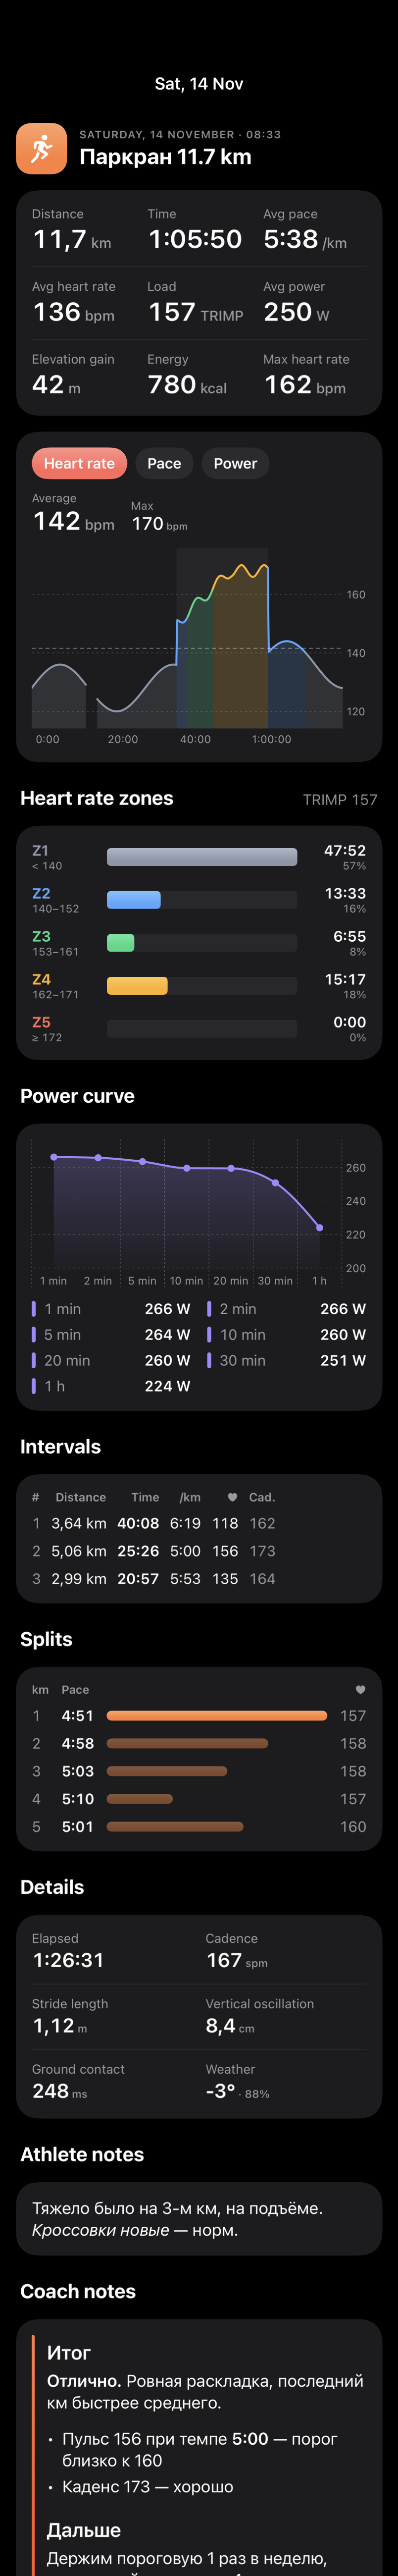 Sat, 14 Nov
SATURDAY, 14 NOVEMBER · 08:33
Паркран 11.7 km
Distance Time Avg pace
11,7 km 1:05:50 5:38 /km
Avg heart rate Load Avg power
136 bpm 157 TRIMP 250 W
Elevation gain Energy Max heart rate
42 m 780 kcal 162 bpm
Heart rate Pace Power
Average Max
142 bpm 170 bpm
160
140
120
0:00 20:00 40:00 1:00:00
Heart rate zones TRIMP 157
Z1 47:52
< 140 57%
Z2 13:33
140–152 16%
Z3 6:55
153–161 8%
Z4 15:17
162–171 18%
Z5 0:00
≥ 172 0%
Power curve
260
240
220
200
1 min 2 min 5 min 10 min 20 min 30 min 1 h
1 min 266 W 2 min 266 W
5 min 264 W 10 min 260 W
20 min 260 W 30 min 251 W
1 h 224 W
Intervals
# Distance Time /km ♥ Cad.
1 3,64 km 40:08 6:19 118 162
2 5,06 km 25:26 5:00 156 173
3 2,99 km 20:57 5:53 135 164
Splits
km Pace ♥
1 4:51 157
2 4:58 158
3 5:03 158
4 5:10 157
5 5:01 160
Details
Elapsed Cadence
1:26:31 167 spm
Stride length Vertical oscillation
1,12 m 8,4 cm
Ground contact Weather
248 ms -3° · 88%
Athlete notes
Тяжело было на 3-м км, на подъёме.
Кроссовки новые — норм.
Coach notes
Итог
Отлично. Ровная раскладка, последний
км быстрее среднего.
• Пульс 156 при темпе 5:00 — порог
близко к 160
• Каденс 173 — хорошо
Дальше
Держим пороговую 1 раз в неделю,